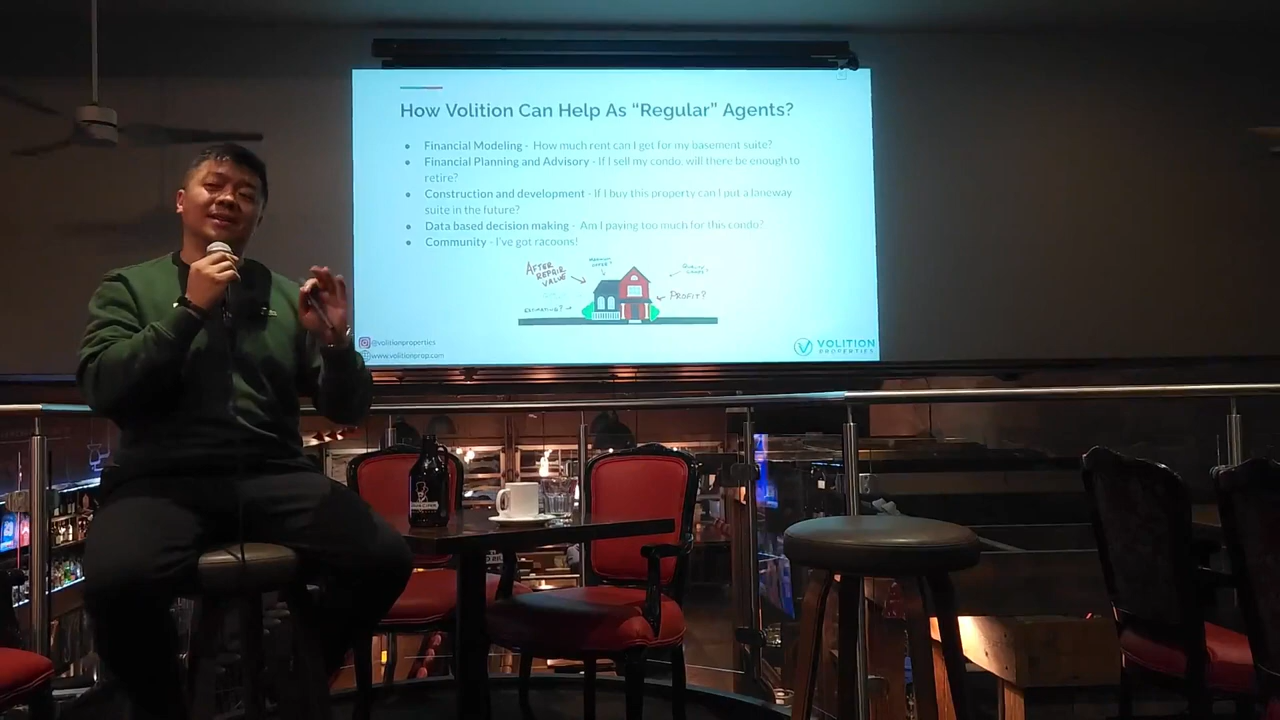 How Volition Can Help As “Regular” Agents?
Financial Modeling - How much rent can I get for my basement suite?
Financial Planning and Advisory - If I sell my condo, will there be enough to
retire?
Construction and development - If I buy this property can I put a laneway
suite in the future?
Data based decision making - Am I paying too much for this condo?
Community - I've got racoons!
AFTER
REPAIR
VALUE
MAXIMUM
OFFER?
ESTIMATING?
PROFIT?
@volitionproperties
www.volitionprop.com
VOLITION
PROPERTIES